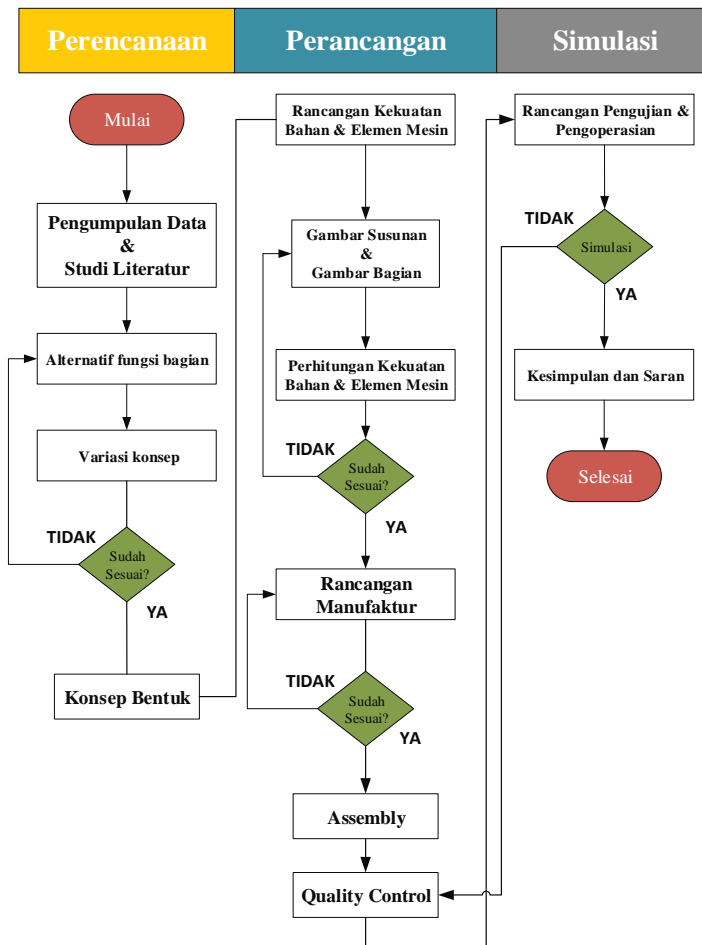 Perencanaan
Perancangan
Simulasi
Mulai
Pengumpulan Data
&
Studi Literatur
Alternatif fungsi bagian
Variasi konsep
TIDAK
Sudah
Sesuai?
YA
Konsep Bentuk
Rancangan Kekuatan
Bahan & Elemen Mesin
Gambar Susunan
&
Gambar Bagian
Perhitungan Kekuatan
Bahan & Elemen Mesin
TIDAK
Sudah
Sesuai?
YA
Rancangan
Manufaktur
TIDAK
Sudah
Sesuai?
YA
Assembly
Quality Control
Rancangan Pengujian &
Pengoperasian
TIDAK
Simulasi
YA
Kesimpulan dan Saran
Selesai